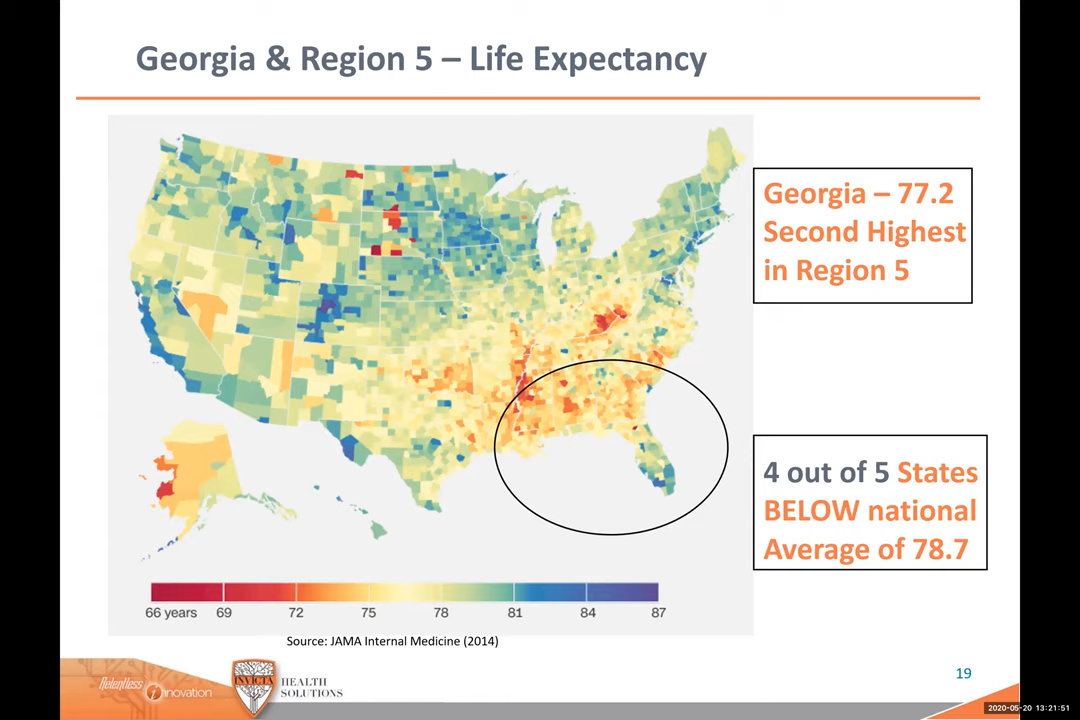 Georgia & Region 5 – Life Expectancy
Georgia – 77.2
Second Highest
in Region 5
4 out of 5 States
BELOW national
Average of 78.7
66 years 69 72 75 78 81 84 87
Source: JAMA Internal Medicine (2014)
Relentless innovation
INVICTA
HEALTH
SOLUTIONS
19
2020-05-20 13:21:51